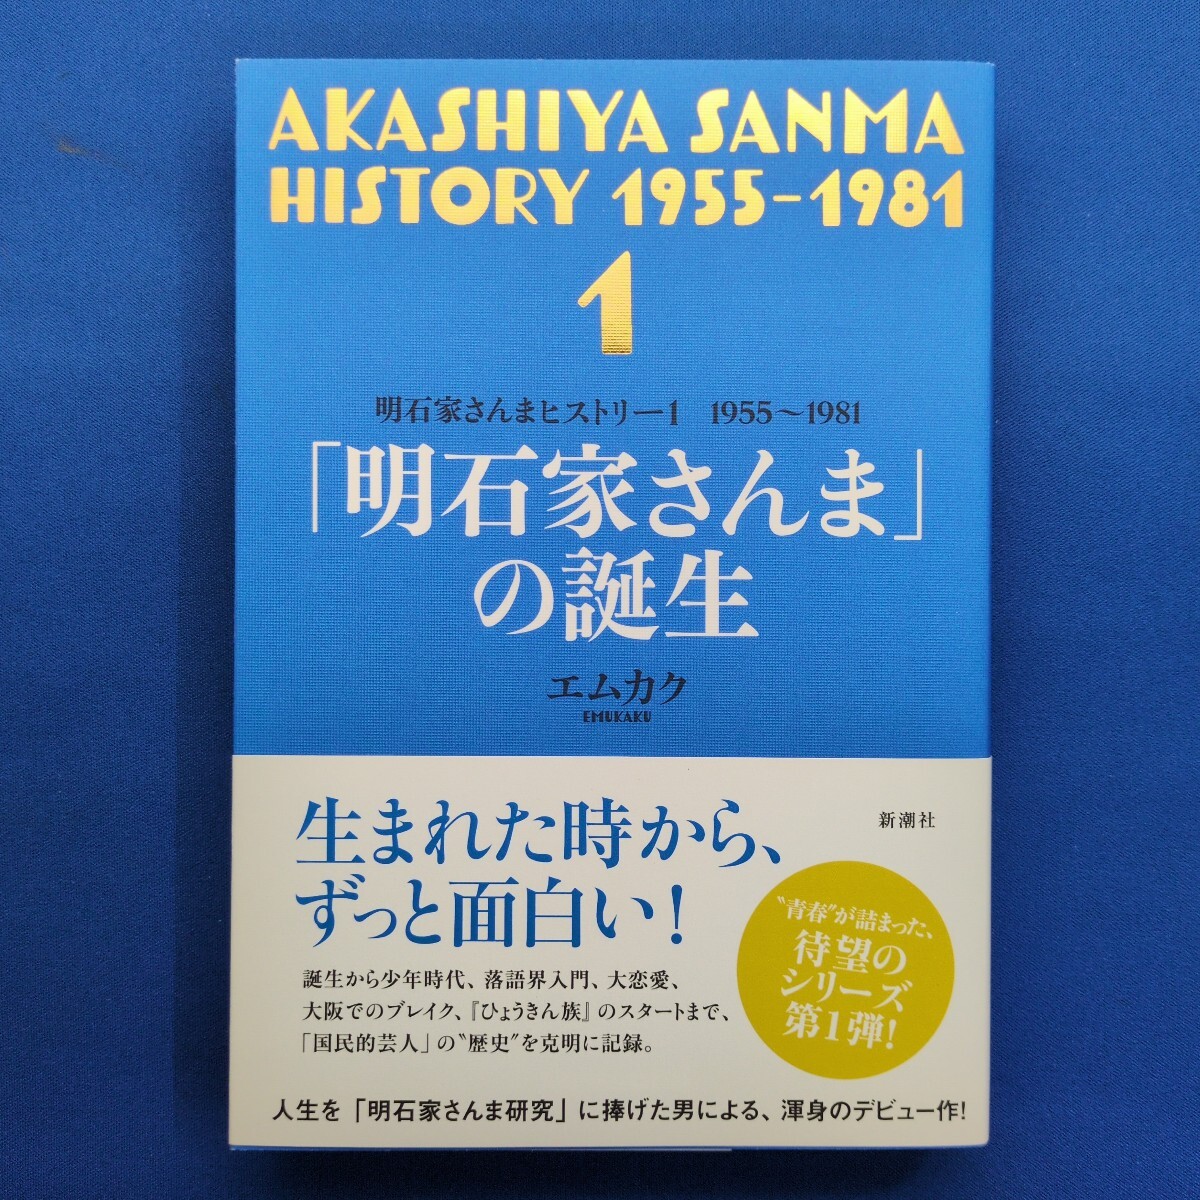 AKASHIYA SANMA
HISTORY 1955-1981
1
明石家さんまヒストリー1 1955〜1981
「明石家さんま」
の誕生
エムカク
EMUKAKU
新潮社
生まれた時から、
ずっと面白い!
誕生から少年時代、落語界入門、大恋愛、
大阪でのブレイク、『ひょうきん族』のスタートまで、
「国民的芸人」の〝歴史〟を克明に記録。
〝青春〟が詰まった、
待望の
シリーズ
第1弾!
人生を「明石家さんま研究」に捧げた男による、渾身のデビュー作!